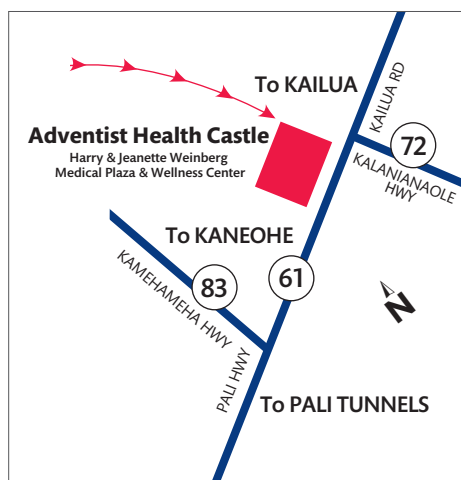 To KAILUA
KAILUA RD
Adventist Health Castle
Harry & Jeanette Weinberg
Medical Plaza & Wellness Center
72
KALANIANAOLE
HWY
To KANEOHE
KAMEHAMEHA HWY
83
61
N
PALI HWY
To PALI TUNNELS